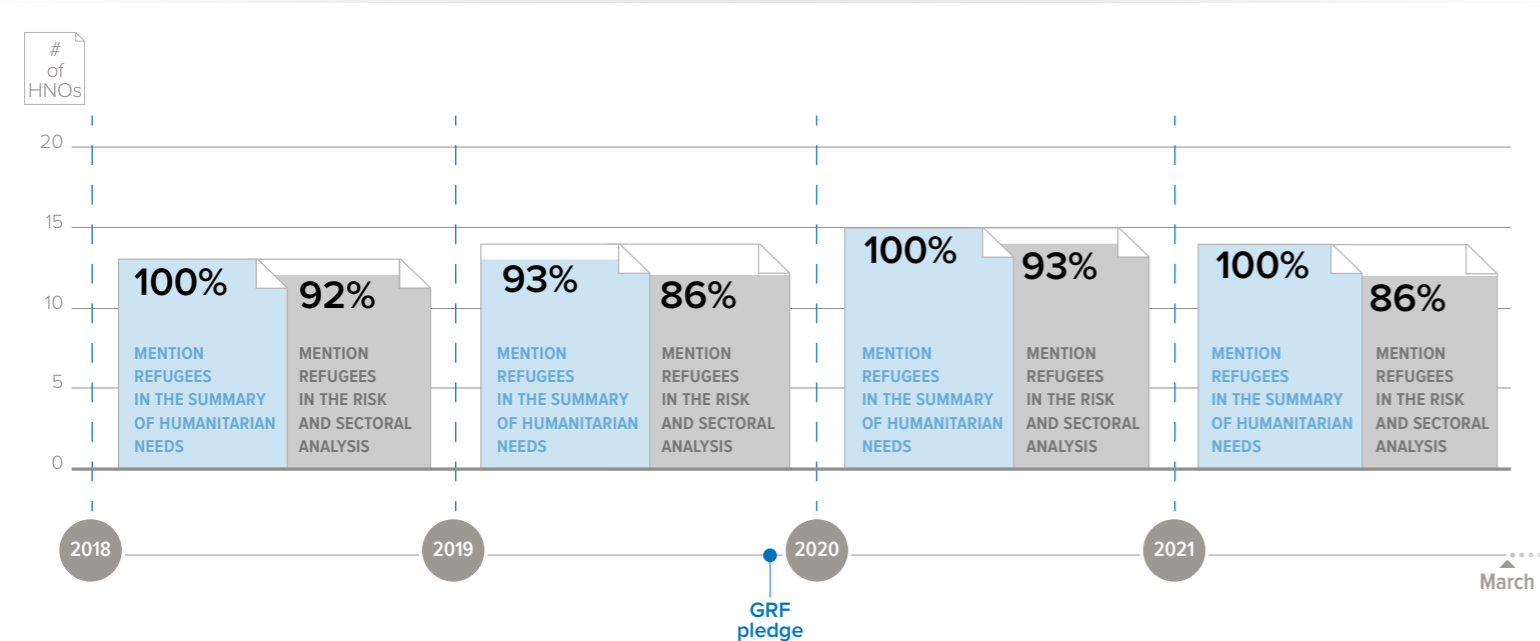 #
of
HNOs
20
15
10
5
0
100%
MENTION
REFUGEES
IN THE SUMMARY
OF HUMANITARIAN
NEEDS
92%
MENTION
REFUGEES
IN THE RISK
AND SECTORAL
ANALYSIS
93%
MENTION
REFUGEES
IN THE SUMMARY
OF HUMANITARIAN
NEEDS
86%
MENTION
REFUGEES
IN THE RISK
AND SECTORAL
ANALYSIS
100%
MENTION
REFUGEES
IN THE SUMMARY
OF HUMANITARIAN
NEEDS
93%
MENTION
REFUGEES
IN THE RISK
AND SECTORAL
ANALYSIS
100%
MENTION
REFUGEES
IN THE SUMMARY
OF HUMANITARIAN
NEEDS
86%
MENTION
REFUGEES
IN THE RISK
AND SECTORAL
ANALYSIS
2018
2019
2020
2021
GRF
pledge
March